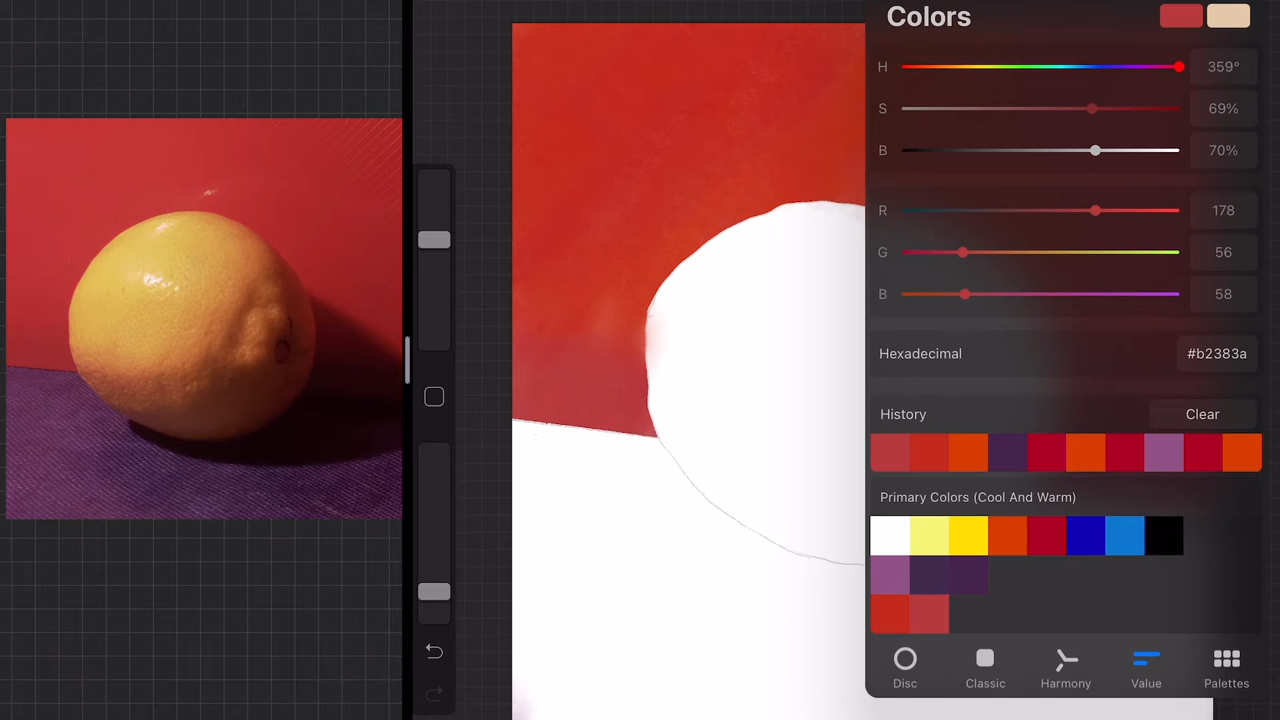 Colors
H 359°
S 69%
B 70%
R 178
G 56
B 58
Hexadecimal #b2383a
History Clear
Primary Colors (Cool And Warm)
Disc Classic Harmony Value Palettes